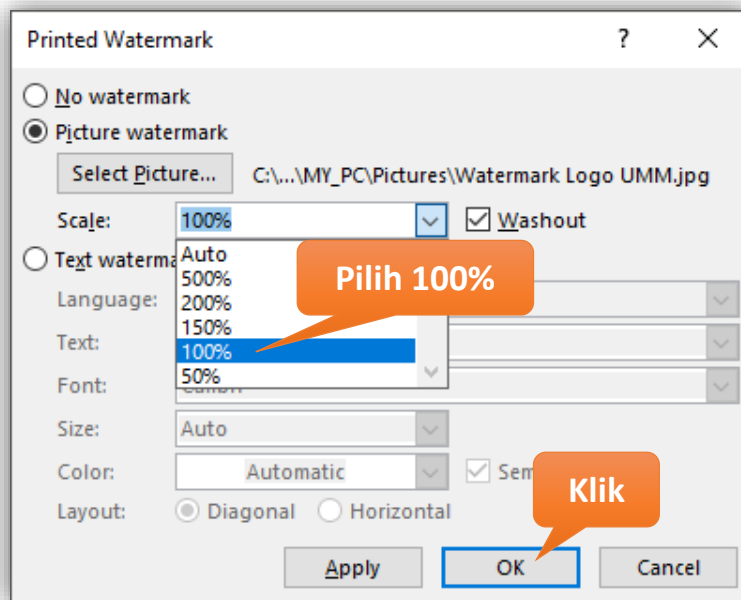 Printed Watermark ? X
No watermark
Picture watermark
Select Picture... C:\...\MY_PC\Pictures\Watermark Logo UMM.jpg
Scale: 100% Washout
Auto
500%
200%
150%
100%
50%
Pilih 100%
Text
Language:
Text:
Font:
Size: Auto
Color: Automatic
Layout: Diagonal Horizontal
Klik
Apply OK Cancel